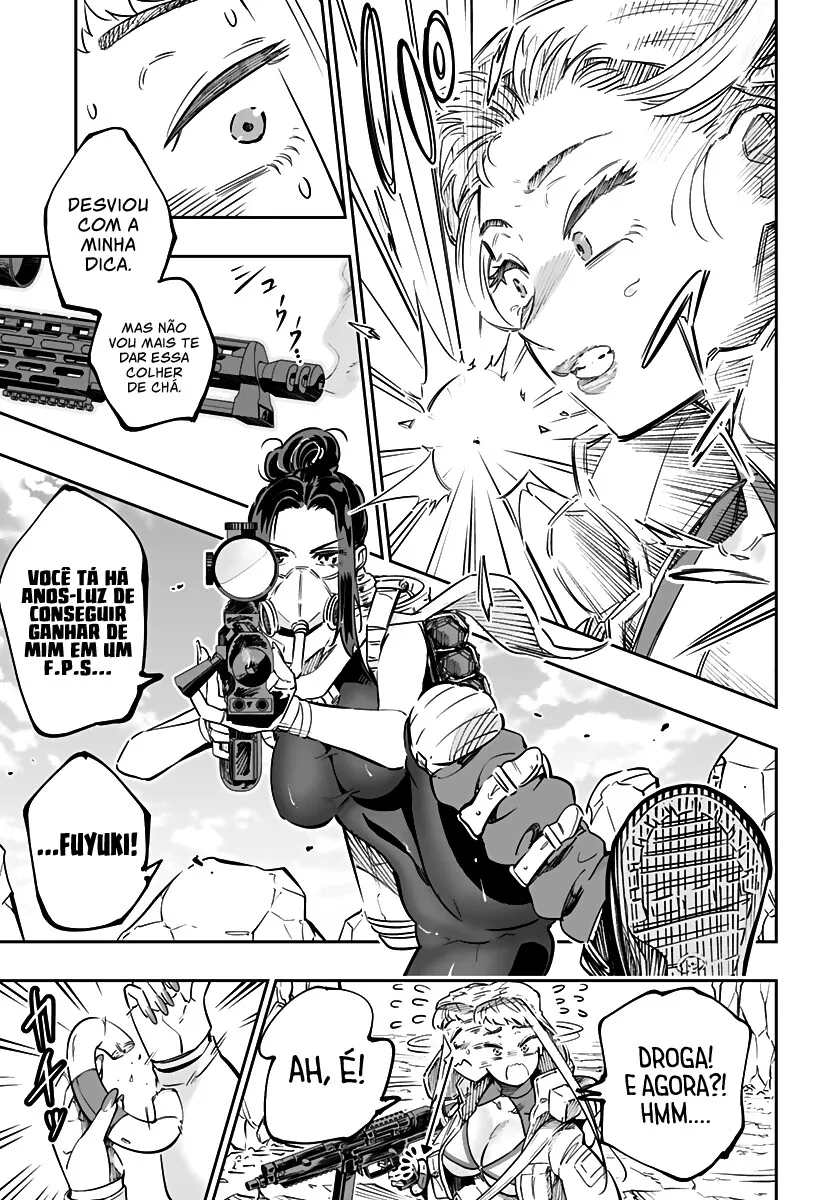 DESVIOU
COM A
MINHA
DICA.
MAS NÃO
VOU MAIS TE
DAR ESSA
COLHER
DE CHÁ.
VOCÊ TÁ HÁ
ANOS-LUZ DE
CONSEGUIR
GANHAR DE
MIM EM UM
F.P.S...
...FUYUKI!
DROGA!
E AGORA?!
HMM....
AH, É!